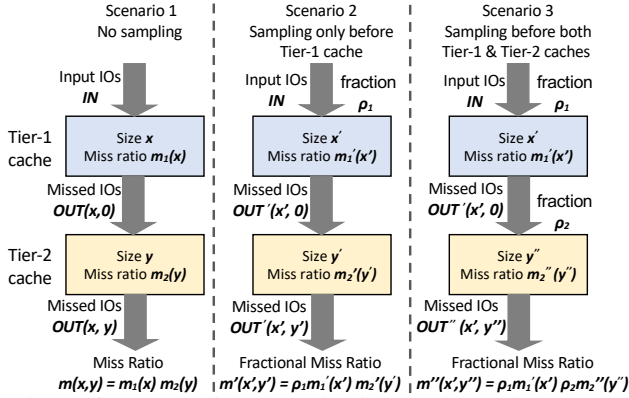 Scenario 1
No sampling
Input IOs
IN
Tier-1
cache
Size x
Miss ratio m₁(x)
Missed IOs
OUT(x,0)
Tier-2
cache
Size y
Miss ratio m₂(y)
Missed IOs
OUT(x, y)
Miss Ratio
m(x,y) = m₁(x) m₂(y)
Scenario 2
Sampling only before
Tier-1 cache
Input IOs
IN
fraction
ρ₁
Size x′
Miss ratio m₁′(x')
Missed IOs
OUT′(x', 0)
Size y′
Miss ratio m₂'(y′)
Missed IOs
OUT′(x', y')
Fractional Miss Ratio
m'(x',y') = ρ₁m₁′(x') m₂'(y′)
Scenario 3
Sampling before both
Tier-1 & Tier-2 caches
Input IOs
IN
fraction
ρ₁
Size x′
Miss ratio m₁′(x')
Missed IOs
OUT′(x', 0)
fraction
ρ₂
Size y″
Miss ratio m₂″(y″)
Missed IOs
OUT″ (x', y'')
Fractional Miss Ratio
m''(x',y'') = ρ₁m₁′(x') ρ₂m₂''(y″)